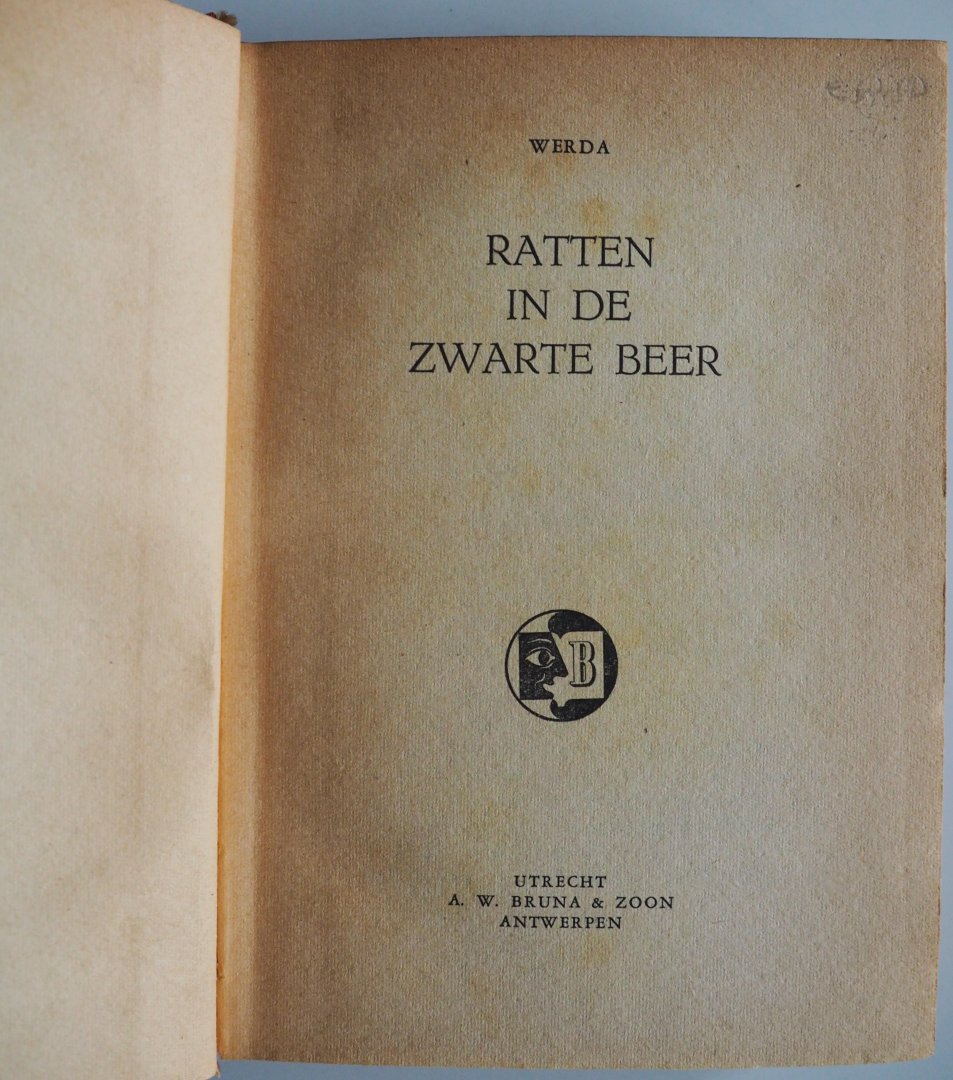 WERDA
RATTEN
IN DE
ZWARTE BEER
B
UTRECHT
A. W. BRUNA & ZOON
ANTWERPEN